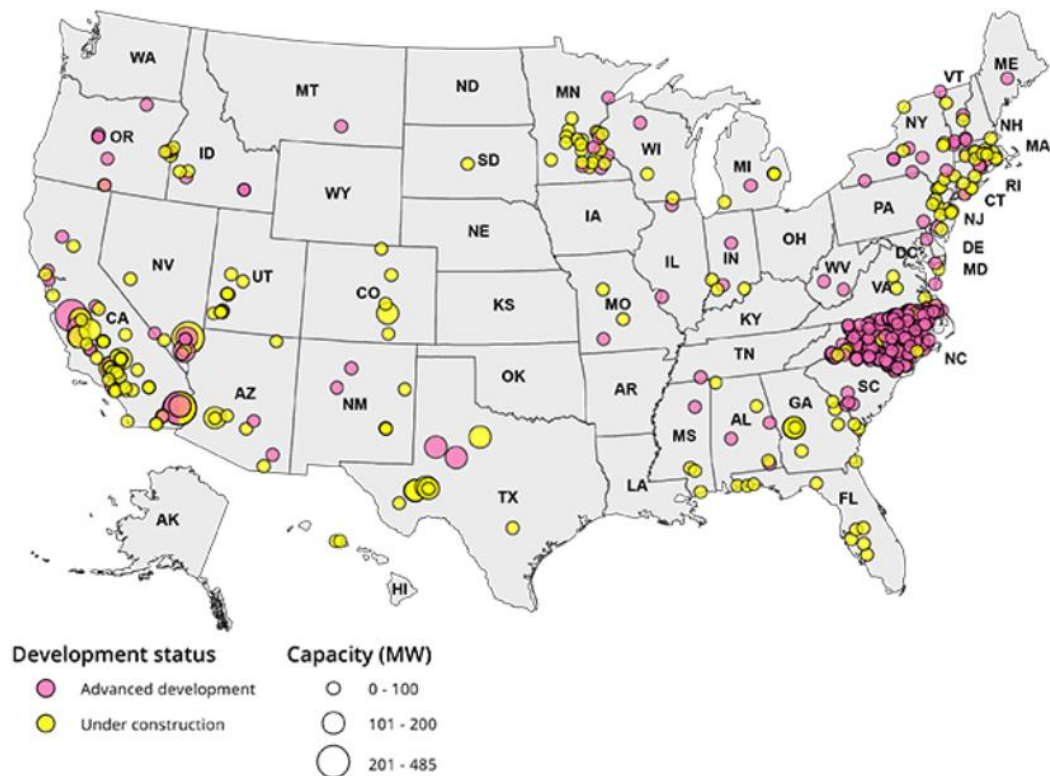 WA
MT
ND
MN
VT
ME
OR
ID
SD
WI
MI
NY
NH
MA
WY
RI
CT
IA
PA
NJ
NE
NV
UT
OH
DE
DC
MD
CO
IL
IN
WV
VA
CA
KS
MO
KY
NC
TN
AZ
NM
OK
AR
SC
GA
MS
AL
TX
LA
FL
AK
HI
Development status
Advanced development
Under construction
Capacity (MW)
0 - 100
101 - 200
201 - 485